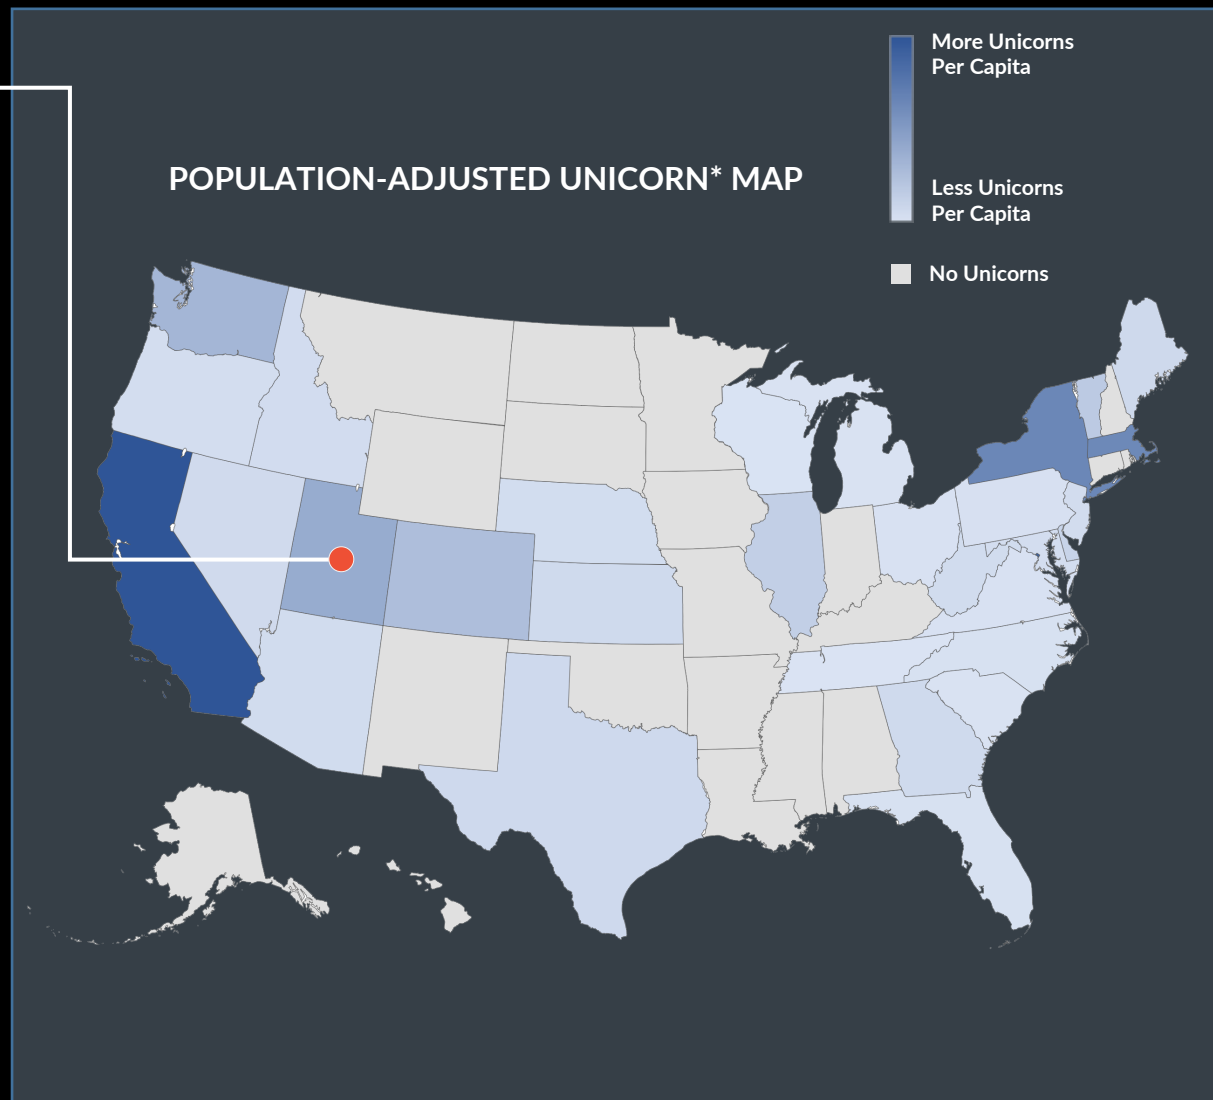 More Unicorns
Per Capita
POPULATION-ADJUSTED UNICORN* MAP
Less Unicorns
Per Capita
No Unicorns